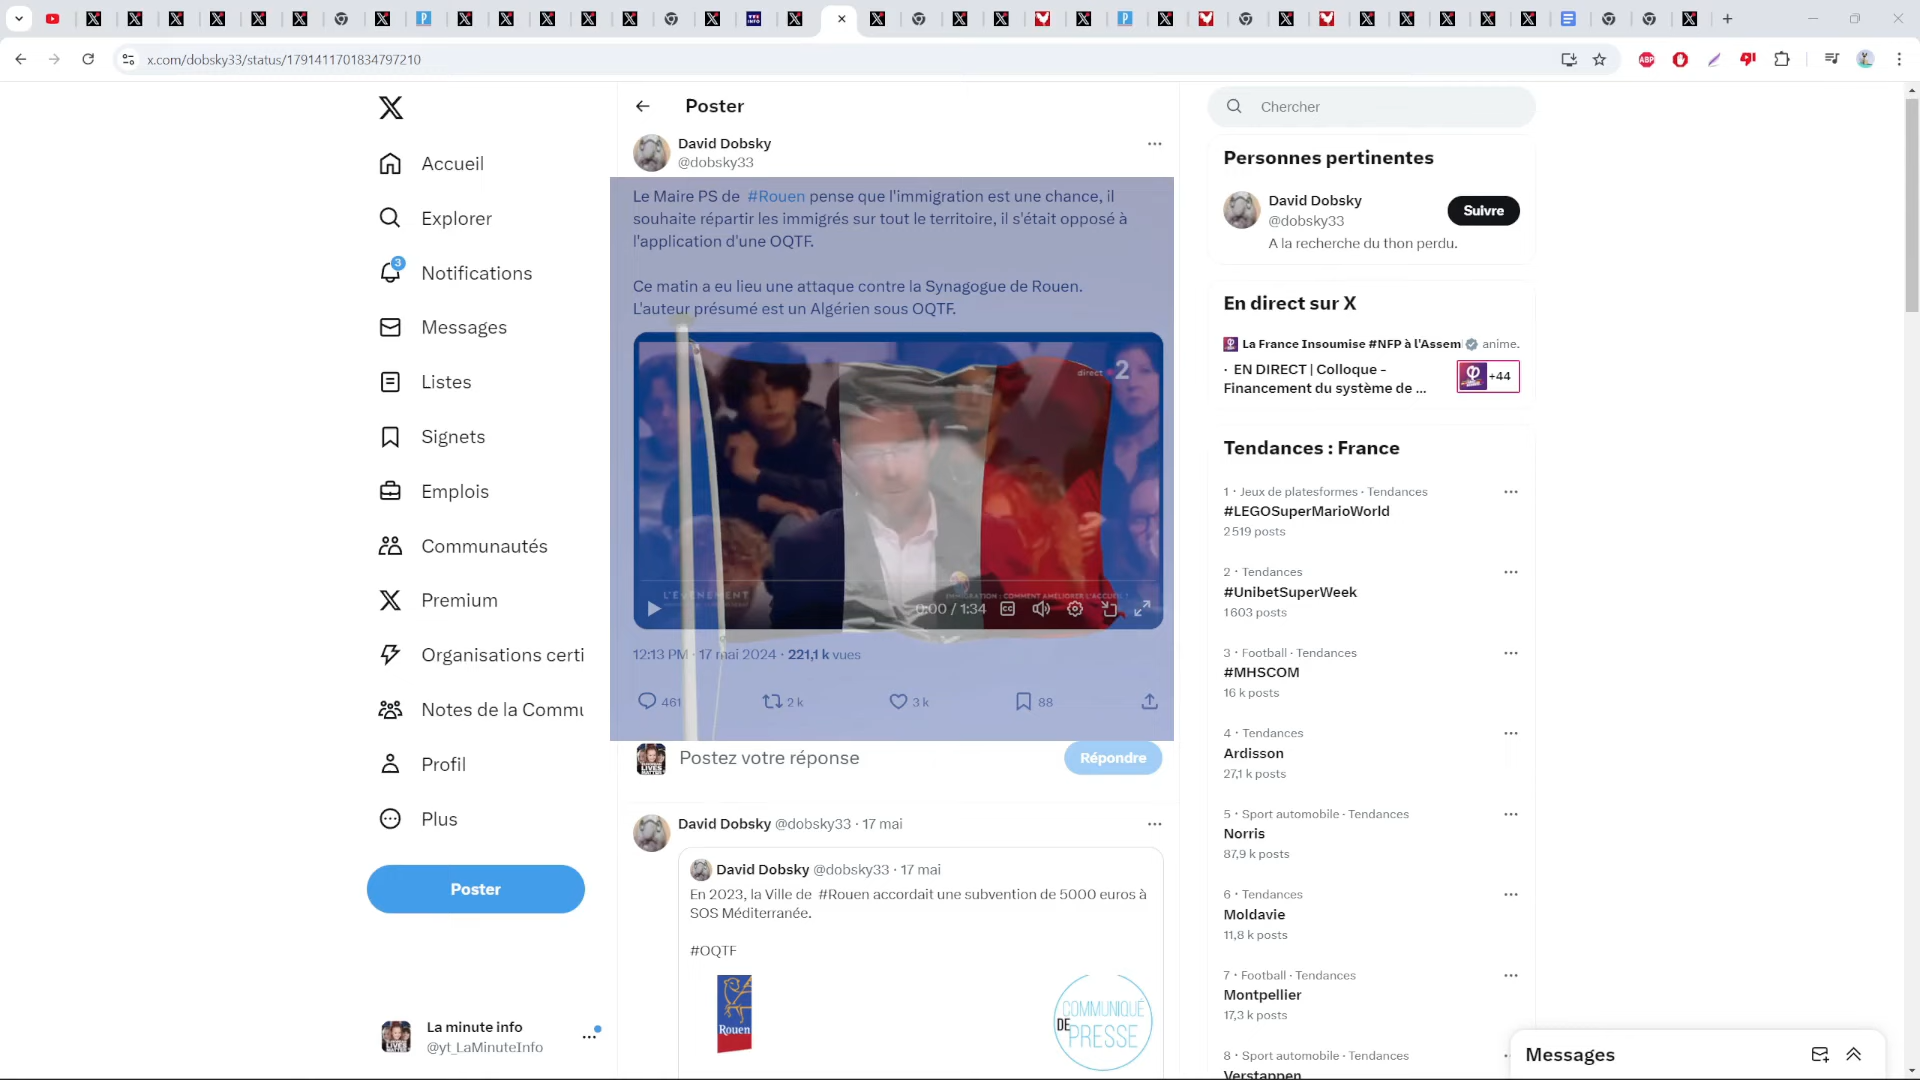 x.com/dobsky33/status/1791411701834797210
Poster
Chercher
Accueil
Explorer
3
Notifications
Messages
Listes
Signets
Emplois
Communautés
Premium
Organisations certi
Notes de la Commu
Profil
Plus
Poster
La minute info
@yt_LaMinuteInfo
David Dobsky
@dobsky33
Le Maire PS de #Rouen pense que l'immigration est une chance, il
souhaite répartir les immigrés sur tout le territoire, il s'était opposé à
l'application d'une OQTF.
Ce matin a eu lieu une attaque contre la Synagogue de Rouen.
L'auteur présumé est un Algérien sous OQTF.
direct 2
L'ÉVÉNEMENT
IMMIGRATION : COMMENT AMÉLIORER L'ACCUEIL ?
0:00 / 1:34
12:13 PM · 17 mai 2024 · 221,1 k vues
461
2 k
3 k
88
Postez votre réponse
Répondre
David Dobsky @dobsky33 · 17 mai
David Dobsky @dobsky33 · 17 mai
En 2023, la Ville de #Rouen accordait une subvention de 5000 euros à
SOS Méditerranée.
#OQTF
Rouen
COMMUNIQUÉ
DE PRESSE
Personnes pertinentes
David Dobsky
@dobsky33
Suivre
A la recherche du thon perdu.
En direct sur X
La France Insoumise #NFP à l'Assem anime.
· EN DIRECT | Colloque -
Financement du système de ...
+44
Tendances : France
1 · Jeux de platesformes · Tendances
#LEGOSuperMarioWorld
2 519 posts
2 · Tendances
#UnibetSuperWeek
1 603 posts
3 · Football · Tendances
#MHSCOM
16 k posts
4 · Tendances
Ardisson
27,1 k posts
5 · Sport automobile · Tendances
Norris
87,9 k posts
6 · Tendances
Moldavie
11,8 k posts
7 · Football · Tendances
Montpellier
17,3 k posts
8 · Sport automobile · Tendances
Verstappen
Messages